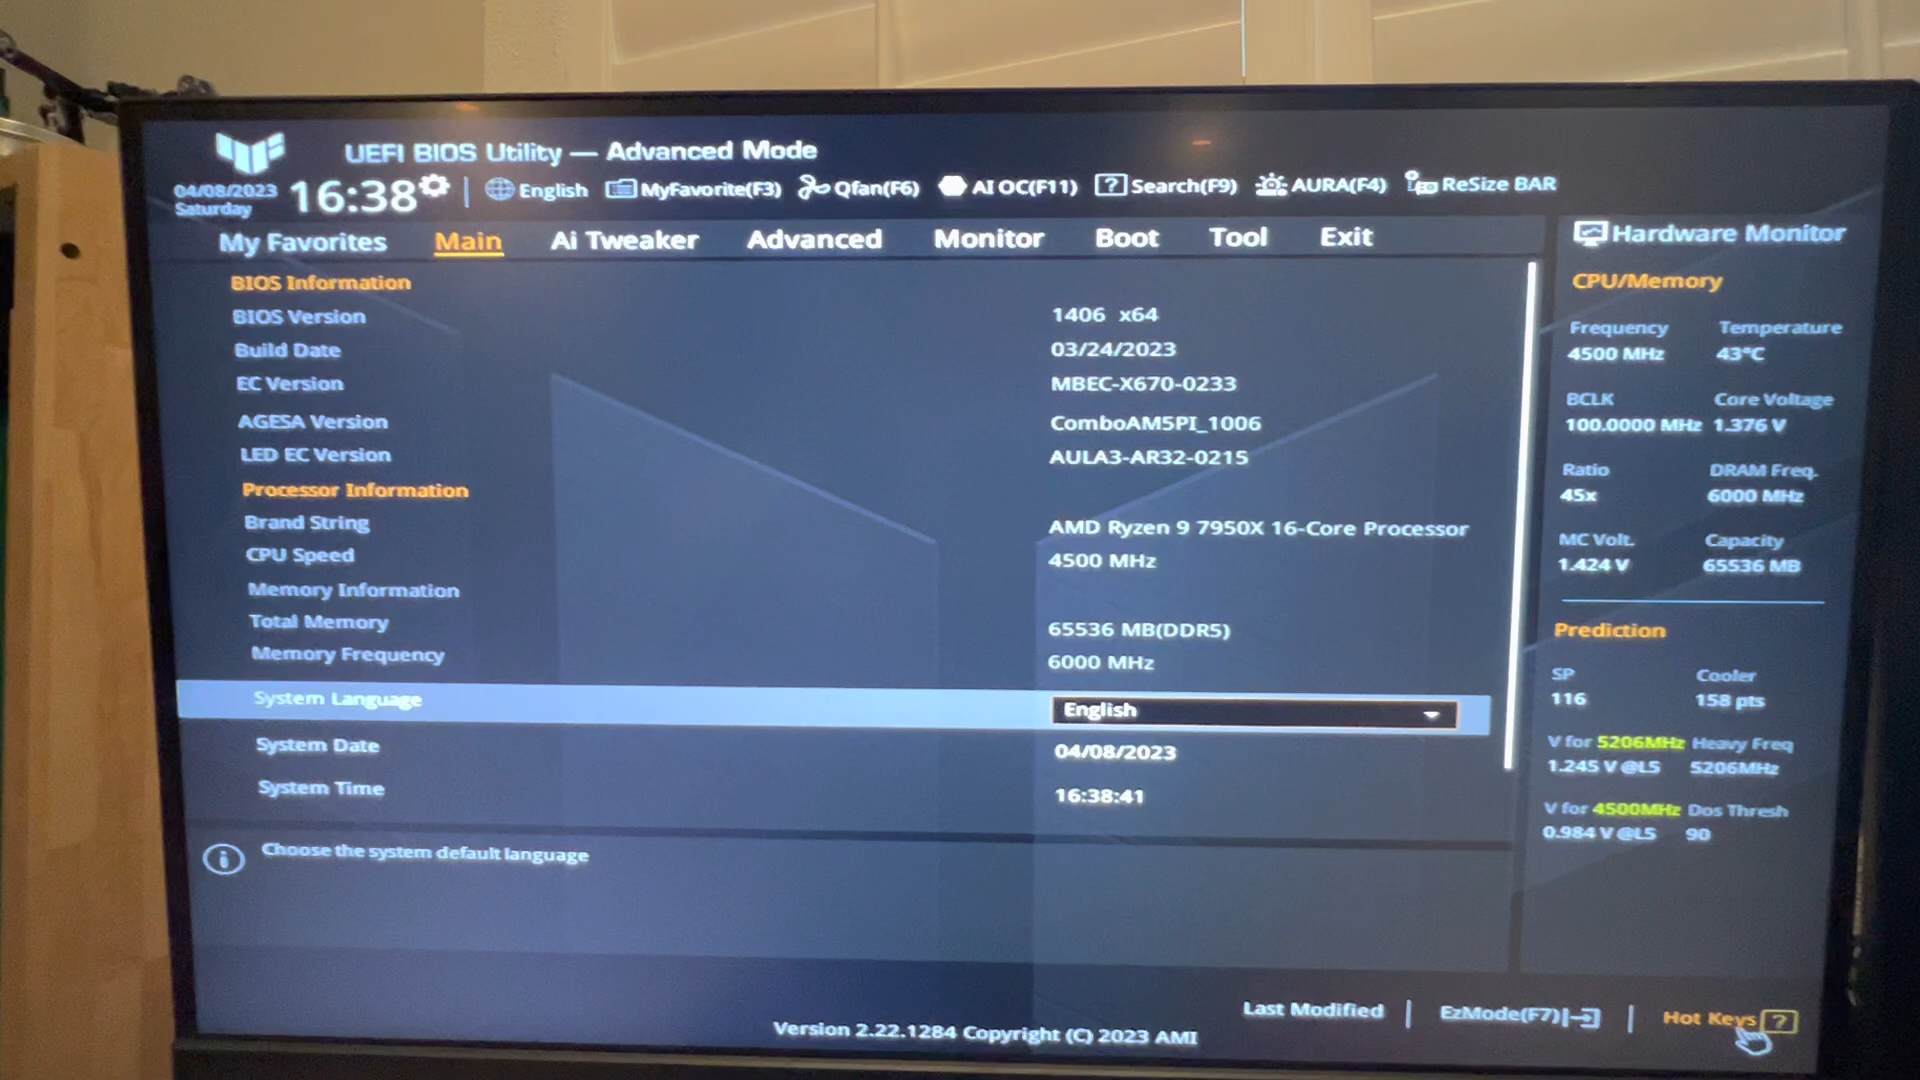 UEFI BIOS Utility — Advanced Mode
04/08/2023
Saturday
16:38
English
MyFavorite(F3)
Qfan(F6)
AI OC(F11)
Search(F9)
AURA(F4)
ReSize BAR
My Favorites
Main
Ai Tweaker
Advanced
Monitor
Boot
Tool
Exit
BIOS Information
BIOS Version 1406 x64
Build Date 03/24/2023
EC Version MBEC-X670-0233
AGESA Version ComboAM5PI_1006
LED EC Version AULA3-AR32-0215
Processor Information
Brand String AMD Ryzen 9 7950X 16-Core Processor
CPU Speed 4500 MHz
Memory Information
Total Memory 65536 MB(DDR5)
Memory Frequency 6000 MHz
System Language English
System Date 04/08/2023
System Time 16:38:41
Choose the system default language
Hardware Monitor
CPU/Memory
Frequency Temperature
4500 MHz 43°C
BCLK Core Voltage
100.0000 MHz 1.376 V
Ratio DRAM Freq.
45x 6000 MHz
MC Volt. Capacity
1.424 V 65536 MB
Prediction
SP Cooler
116 158 pts
V for 5206MHz Heavy Freq
1.245 V @L5 5206MHz
V for 4500MHz Dos Thresh
0.984 V @L5 90
Last Modified
EzMode(F7)
Hot Keys ?
Version 2.22.1284 Copyright (C) 2023 AMI